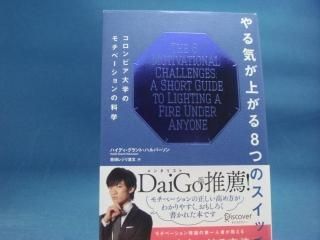 やる気が上がる8つのスイッ
コロンビア大学の
モチベーションの科学
THE 8
MOTIVATIONAL
CHALLENGES:
A SHORT GUIDE
TO LIGHTING A
FIRE UNDER
ANYONE
ハイディ・グラント・ハルバーソン
メンタリスト
DaiGo推薦!
モチベーションの正しい高め方が
わかりやすく、おもしろく
書かれた本です
Discover